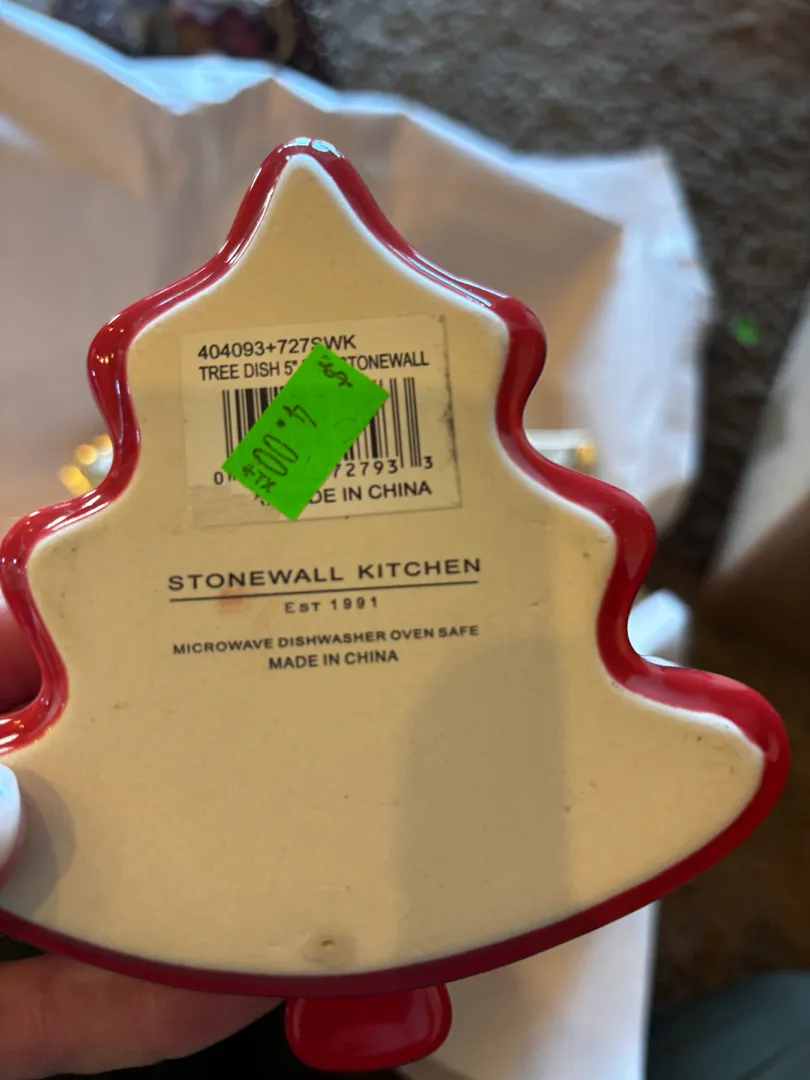 404093+727SWK
TREE DISH 5" STONEWALL
4.00
0 72793 3
DE IN CHINA
STONEWALL KITCHEN
EST 1991
MICROWAVE DISHWASHER OVEN SAFE
MADE IN CHINA